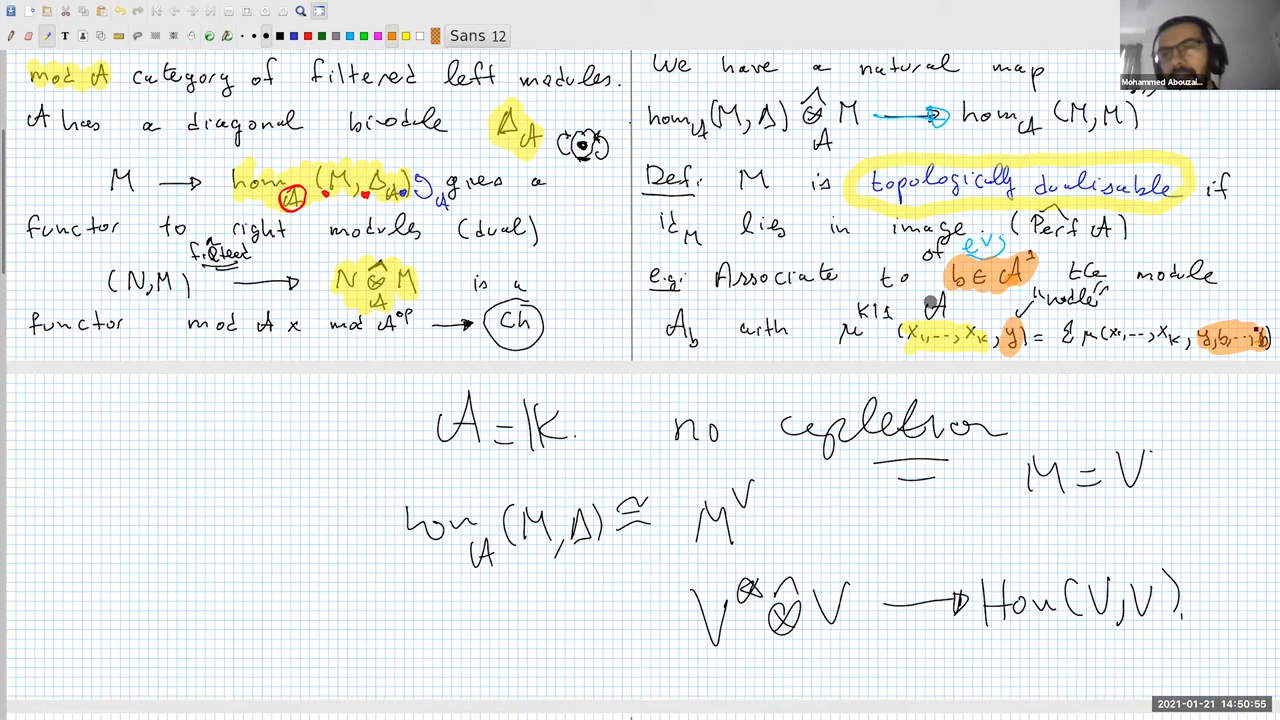 Sans 12
Mohammed Abouzai...
mod A category of filtered left modules.
A has a diagonal bimodule Δ_A
M → hom_A (M, Δ_A) gives a
functor to right modules (dual)
filtered
(N, M) → N ⊗̂_A M is a
functor mod A x mod A^op → Ch
We have a natural map
hom_A (M, Δ) ⊗̂_A M → hom_A (M, M)
Def: M is topologically dualisable if
id_M lies in image of ev. (Perf A)
e.g: Associate to b ∈ A^1 the module
A_b with μ^{k|1} (x_1, ..., x_k, y) = Σ μ(x_1, ..., x_k, y, b, ..., b)
A = K. no completion
M = V
hom_A (M, Δ) ≅ M^V
V^* ⊗̂ V → Hom (V, V).
2021-01-21 14:50:55